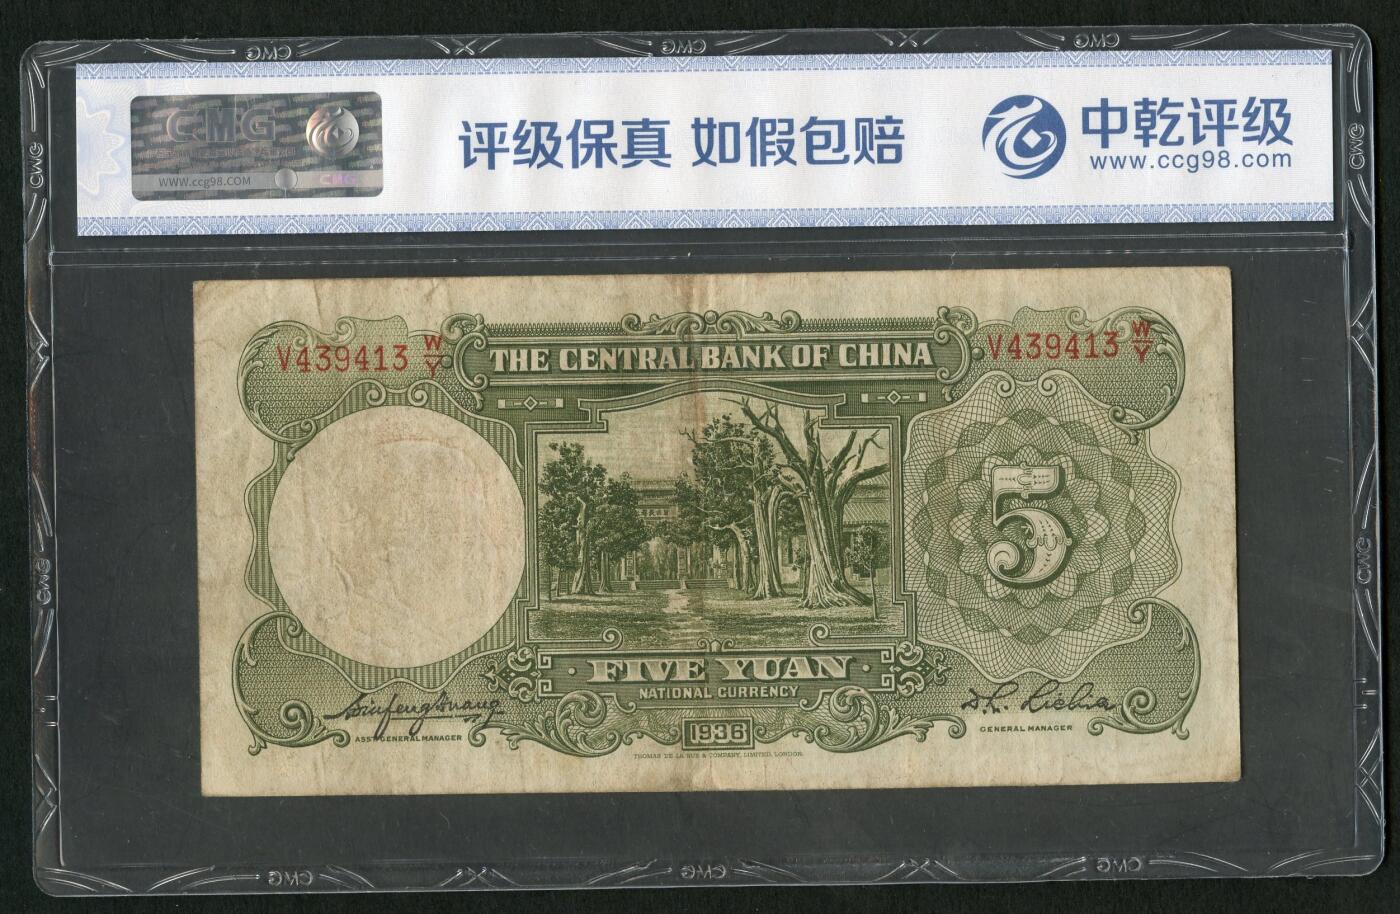 CMG
WWW.ccg98.COM
CMG
评级保真 如假包赔
中乾评级
www.ccg98.com
V439413 W/Y
THE CENTRAL BANK OF CHINA
V439413 W/Y
5
FIVE YUAN
NATIONAL CURRENCY
ASS'T GENERAL MANAGER
1936
GENERAL MANAGER
THOMAS DE LA RUE & COMPANY, LIMITED, LONDON.